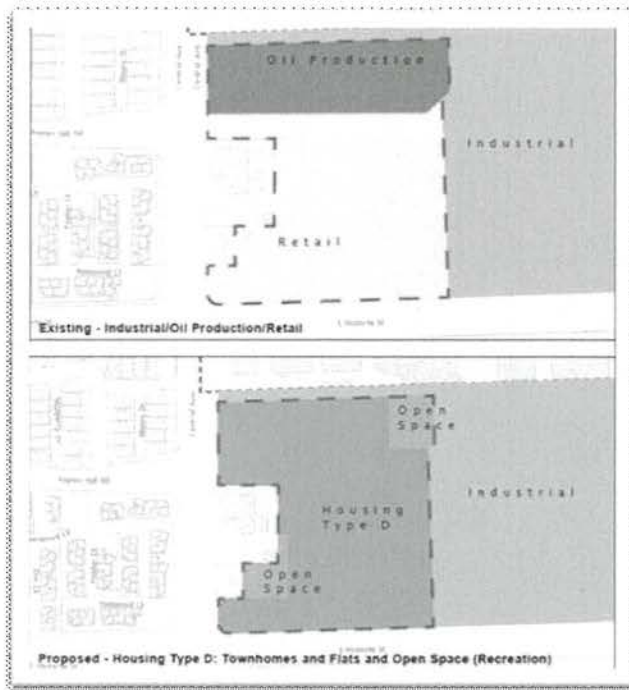 Oil Production
Industrial
Retail
Existing - Industrial/Oil Production/Retail
Open
Space
Industrial
Housing
Type D
Open
Space
Proposed - Housing Type D: Townhomes and Flats and Open Space (Recreation)